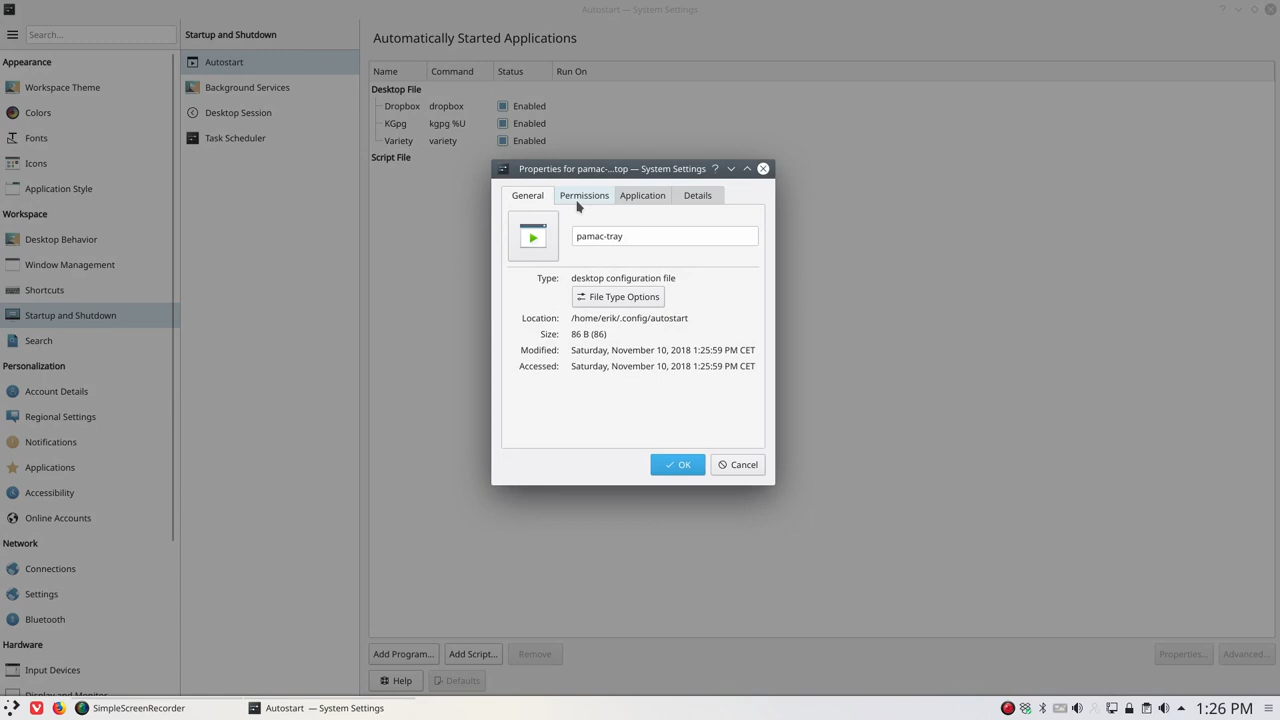 Autostart — System Settings
Search...
Startup and Shutdown
Automatically Started Applications
Appearance
Workspace Theme
Colors
Fonts
Icons
Application Style
Workspace
Desktop Behavior
Window Management
Shortcuts
Startup and Shutdown
Search
Personalization
Account Details
Regional Settings
Notifications
Applications
Accessibility
Online Accounts
Network
Connections
Settings
Bluetooth
Hardware
Input Devices
Display and Monitor
Autostart
Background Services
Desktop Session
Task Scheduler
Name Command Status Run On
Desktop File
Dropbox dropbox Enabled
KGpg kgpg %U Enabled
Variety variety Enabled
Script File
Properties for pamac-...top — System Settings ?
General Permissions Application Details
pamac-tray
Type: desktop configuration file
File Type Options
Location: /home/erik/.config/autostart
Size: 86 B (86)
Modified: Saturday, November 10, 2018 1:25:59 PM CET
Accessed: Saturday, November 10, 2018 1:25:59 PM CET
OK Cancel
Add Program... Add Script... Remove Properties... Advanced...
Help Defaults
SimpleScreenRecorder Autostart — System Settings 1:26 PM